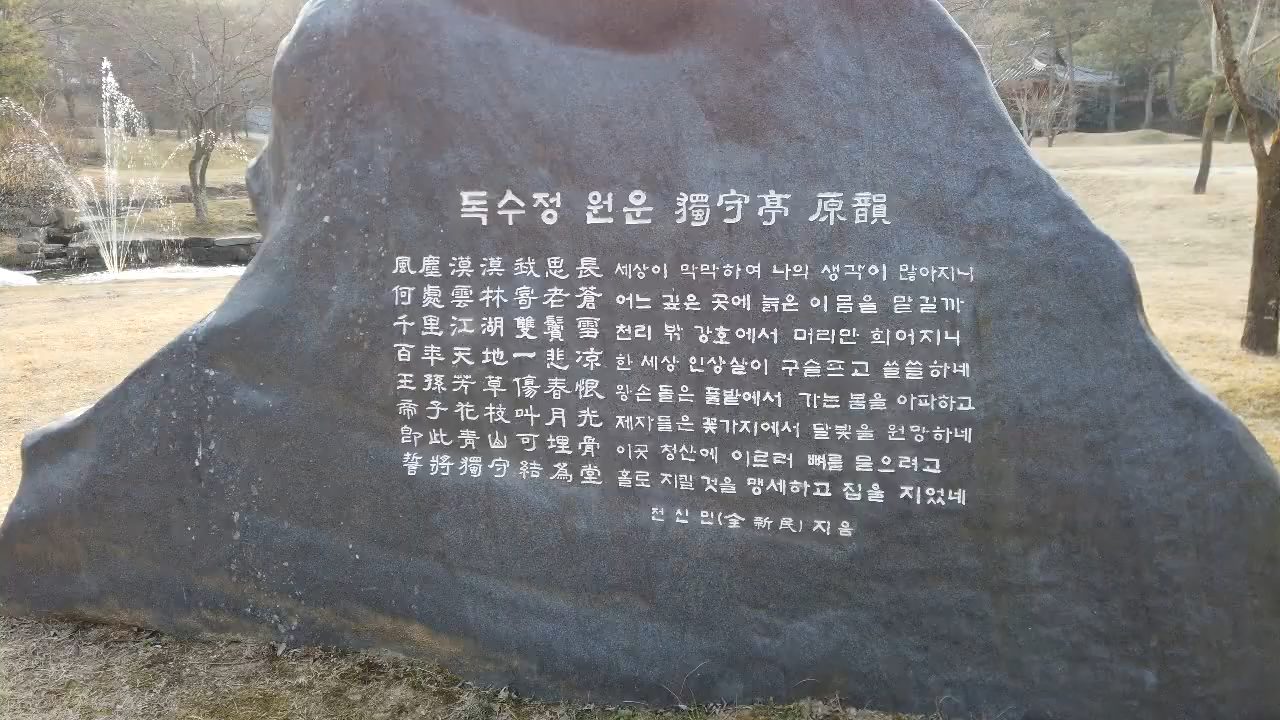 독수정 원운 獨守亭 原韻
風塵漠漠我思長 세상이 막막하여 나의 생각이 많아지니
何處雲林寄老蒼 어느 깊은 곳에 늙은 이 몸을 맡길까
千里江湖雙鬢雪 천리 밖 강호에서 머리만 희어지니
百年天地一悲凉 한 세상 인생살이 구슬프고 쓸쓸하네
王孫芳草傷春恨 왕손들은 풀밭에서 가는 봄을 아파하고
帝子花枝叫月光 제자들은 꽃가지에서 달빛을 원망하네
卽此青山可埋骨 이곳 청산에 이르러 뼈를 묻으려고
誓將獨守結為堂 홀로 지킬 것을 맹세하고 집을 지었네
전신민(全新民) 지음